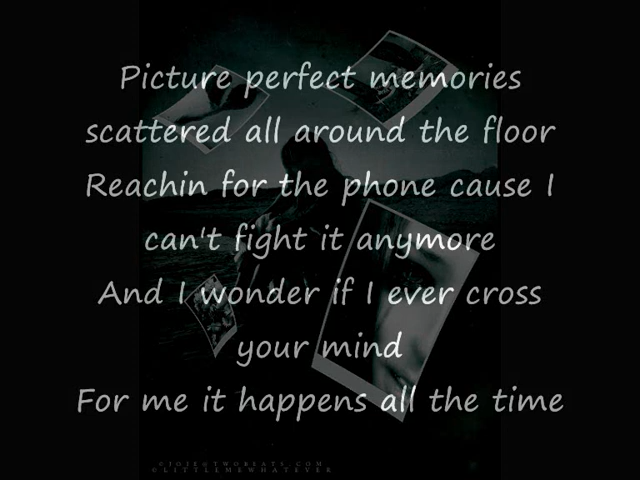 Picture perfect memories
scattered all around the floor
Reachin for the phone cause I
can't fight it anymore
And I wonder if I ever cross
your mind
For me it happens all the time
©LITTLEMEWHATEVER